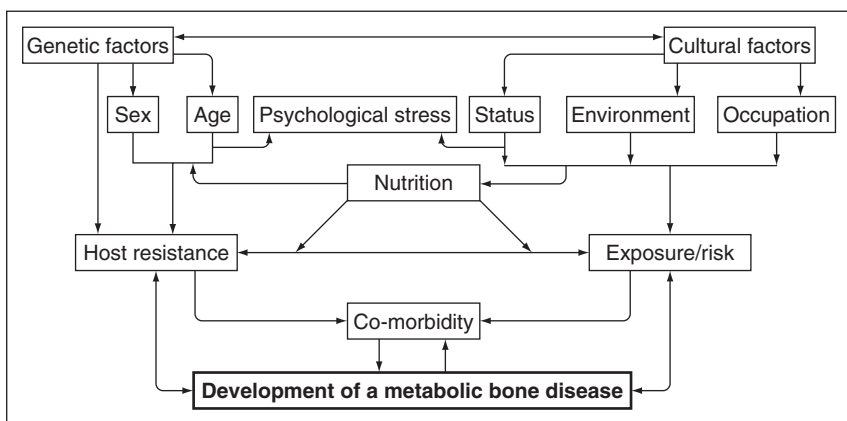 Genetic factors
Cultural factors
Sex
Age
Psychological stress
Status
Environment
Occupation
Nutrition
Host resistance
Exposure/risk
Co-morbidity
Development of a metabolic bone disease